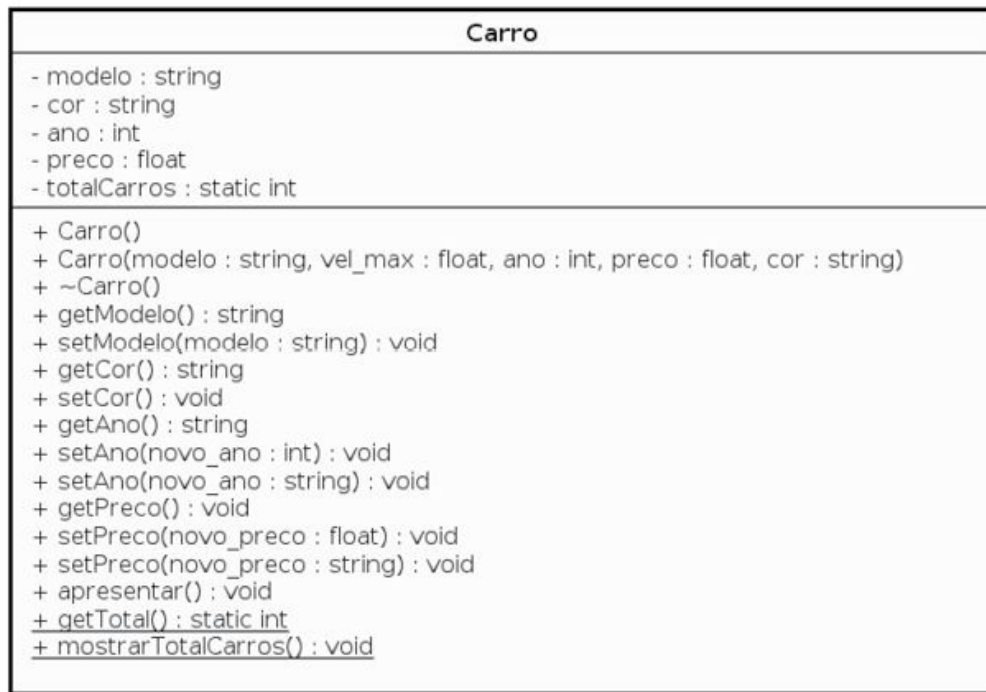 Carro
- modelo : string
- cor : string
- ano : int
- preco : float
- totalCarros : static int
+ Carro()
+ Carro(modelo : string, vel_max : float, ano : int, preco : float, cor : string)
+ ~Carro()
+ getModelo() : string
+ setModelo(modelo : string) : void
+ getCor() : string
+ setCor() : void
+ getAno() : string
+ setAno(novo_ano : int) : void
+ setAno(novo_ano : string) : void
+ getPreco() : void
+ setPreco(novo_preco : float) : void
+ setPreco(novo_preco : string) : void
+ apresentar() : void
+ getTotal() : static int
+ mostrarTotalCarros() : void